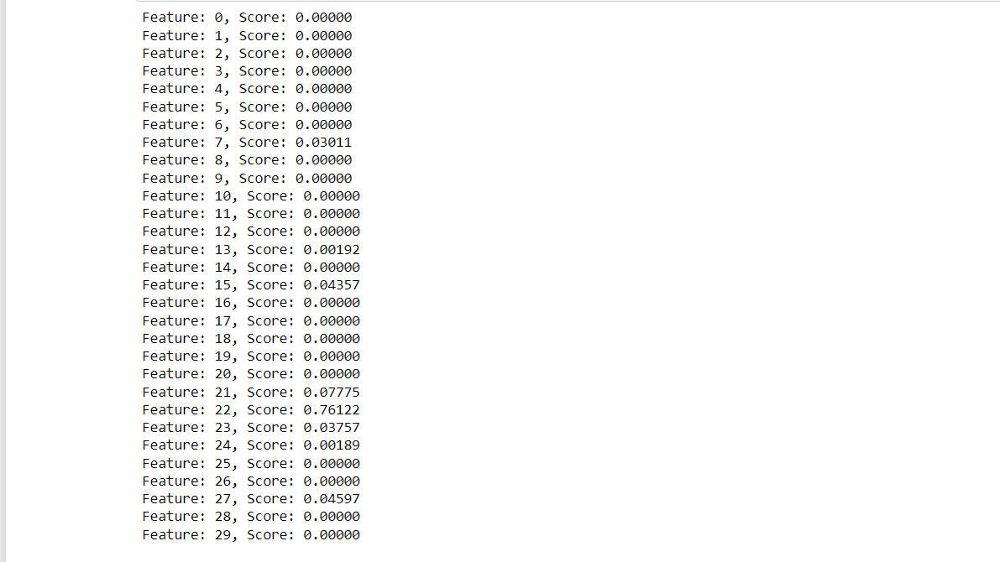 Feature: 0, Score: 0.00000
Feature: 1, Score: 0.00000
Feature: 2, Score: 0.00000
Feature: 3, Score: 0.00000
Feature: 4, Score: 0.00000
Feature: 5, Score: 0.00000
Feature: 6, Score: 0.00000
Feature: 7, Score: 0.03011
Feature: 8, Score: 0.00000
Feature: 9, Score: 0.00000
Feature: 10, Score: 0.00000
Feature: 11, Score: 0.00000
Feature: 12, Score: 0.00000
Feature: 13, Score: 0.00192
Feature: 14, Score: 0.00000
Feature: 15, Score: 0.04357
Feature: 16, Score: 0.00000
Feature: 17, Score: 0.00000
Feature: 18, Score: 0.00000
Feature: 19, Score: 0.00000
Feature: 20, Score: 0.00000
Feature: 21, Score: 0.07775
Feature: 22, Score: 0.76122
Feature: 23, Score: 0.03757
Feature: 24, Score: 0.00189
Feature: 25, Score: 0.00000
Feature: 26, Score: 0.00000
Feature: 27, Score: 0.04597
Feature: 28, Score: 0.00000
Feature: 29, Score: 0.00000